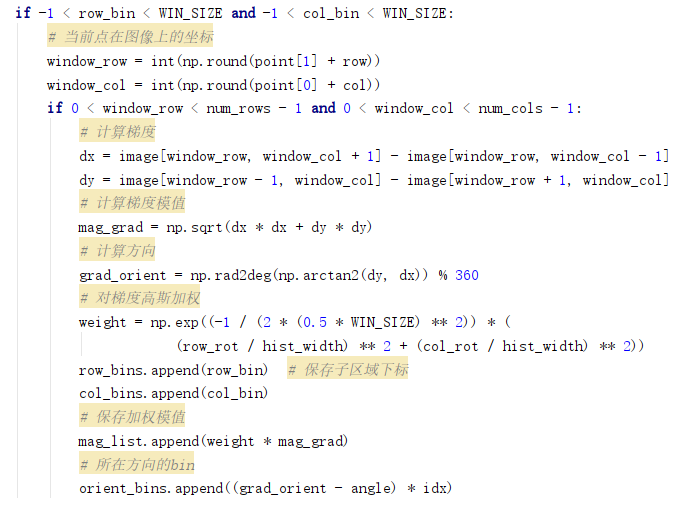 if -1 < row_bin < WIN_SIZE and -1 < col_bin < WIN_SIZE:
# 当前点在图像上的坐标
window_row = int(np.round(point[1] + row))
window_col = int(np.round(point[0] + col))
if 0 < window_row < num_rows - 1 and 0 < window_col < num_cols - 1:
# 计算梯度
dx = image[window_row, window_col + 1] - image[window_row, window_col - 1]
dy = image[window_row - 1, window_col] - image[window_row + 1, window_col]
# 计算梯度模值
mag_grad = np.sqrt(dx * dx + dy * dy)
# 计算方向
grad_orient = np.rad2deg(np.arctan2(dy, dx)) % 360
# 对梯度高斯加权
weight = np.exp((-1 / (2 * (0.5 * WIN_SIZE) ** 2)) * (
(row_rot / hist_width) ** 2 + (col_rot / hist_width) ** 2))
row_bins.append(row_bin) # 保存子区域下标
col_bins.append(col_bin)
# 保存加权模值
mag_list.append(weight * mag_grad)
# 所在方向的bin
orient_bins.append((grad_orient - angle) * idx)